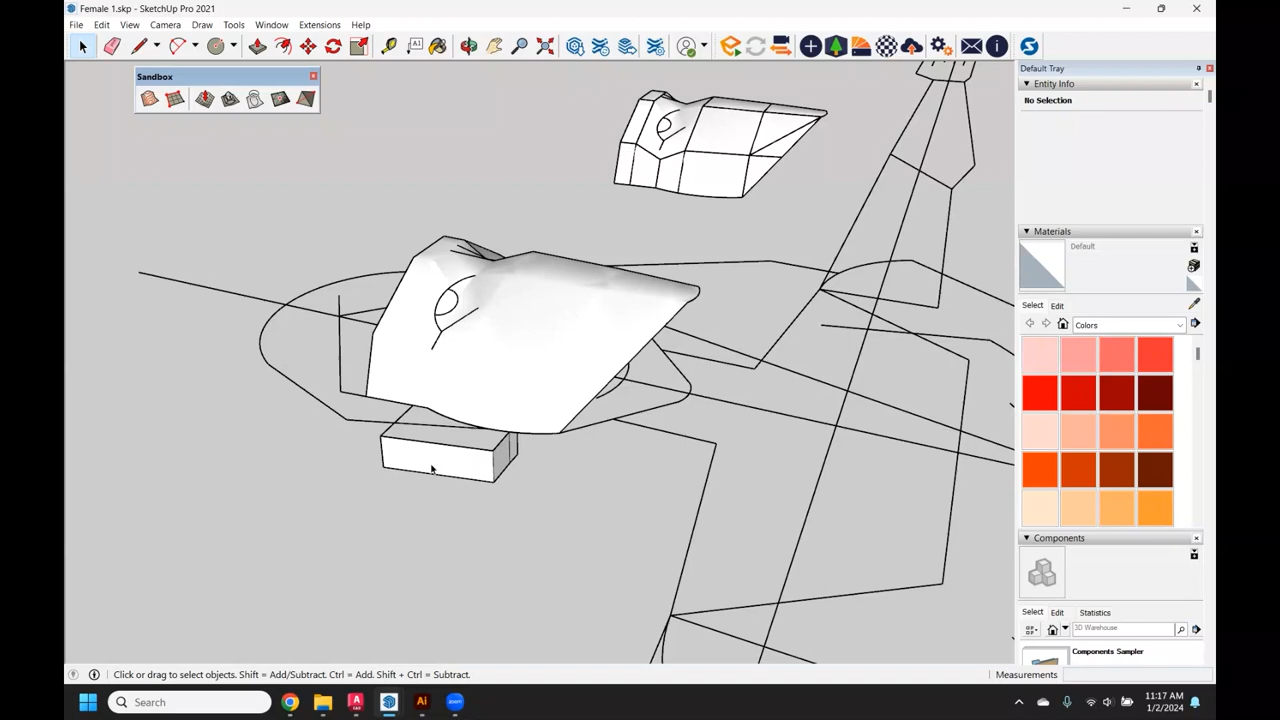 Female 1.skp - SketchUp Pro 2021
File Edit View Camera Draw Tools Window Extensions Help
Sandbox
Default Tray
Entity Info
No Selection
Materials
Default
Select Edit
Colors
Components
Select Edit Statistics
3D Warehouse
Components Sampler
Click or drag to select objects. Shift = Add/Subtract. Ctrl = Add. Shift + Ctrl = Subtract.
Measurements
Search
Ai
zoom
11:17 AM
1/2/2024